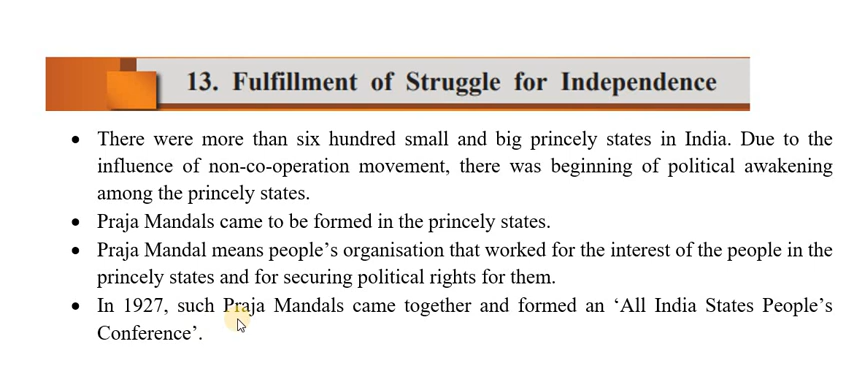 13. Fulfillment of Struggle for Independence
• There were more than six hundred small and big princely states in India. Due to the
influence of non-co-operation movement, there was beginning of political awakening
among the princely states.
• Praja Mandals came to be formed in the princely states.
• Praja Mandal means people’s organisation that worked for the interest of the people in the
princely states and for securing political rights for them.
• In 1927, such Praja Mandals came together and formed an ‘All India States People’s
Conference’.